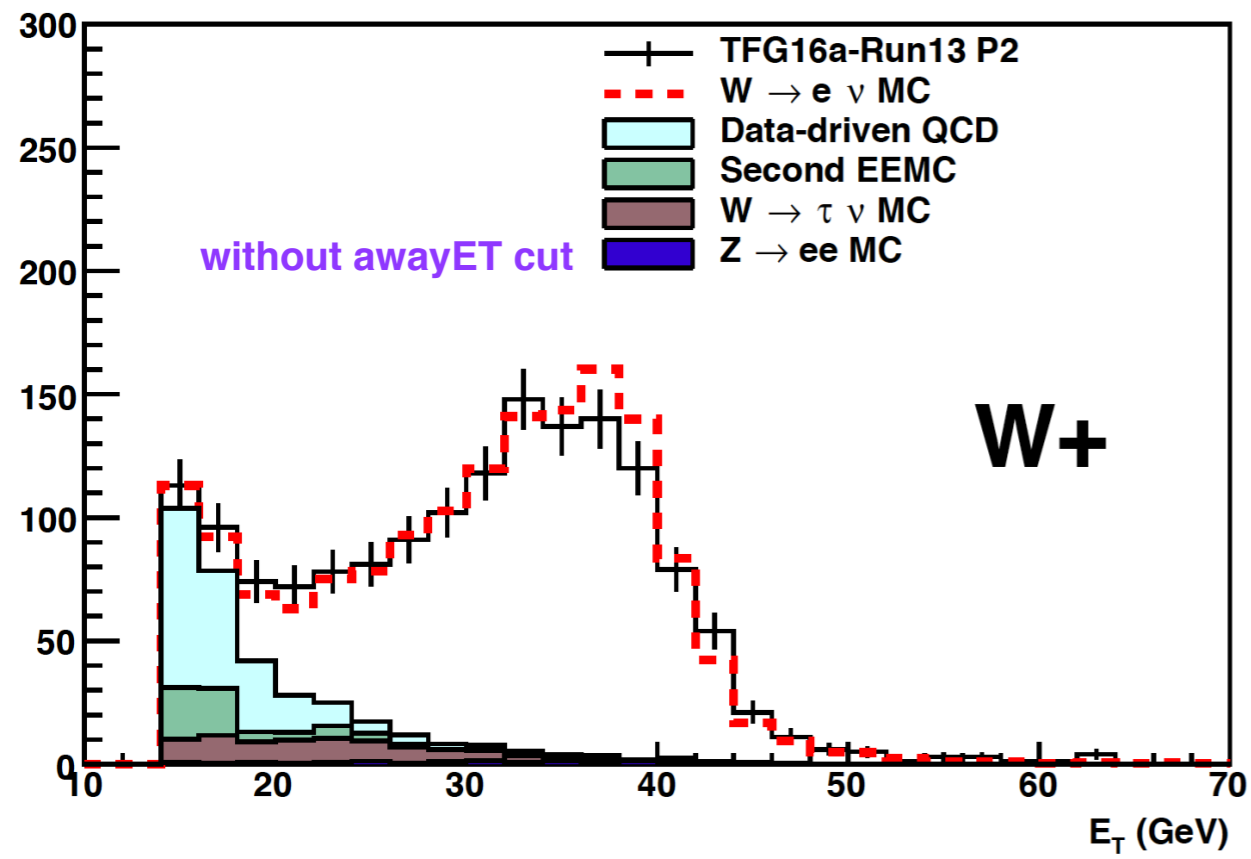 300
250
200
150
100
50
0
TFG16a-Run13 P2
W → e ν MC
Data-driven QCD
Second EEMC
W → τ ν MC
Z → ee MC
without awayET cut
W+
10 20 30 40 50 60 70
E_T (GeV)